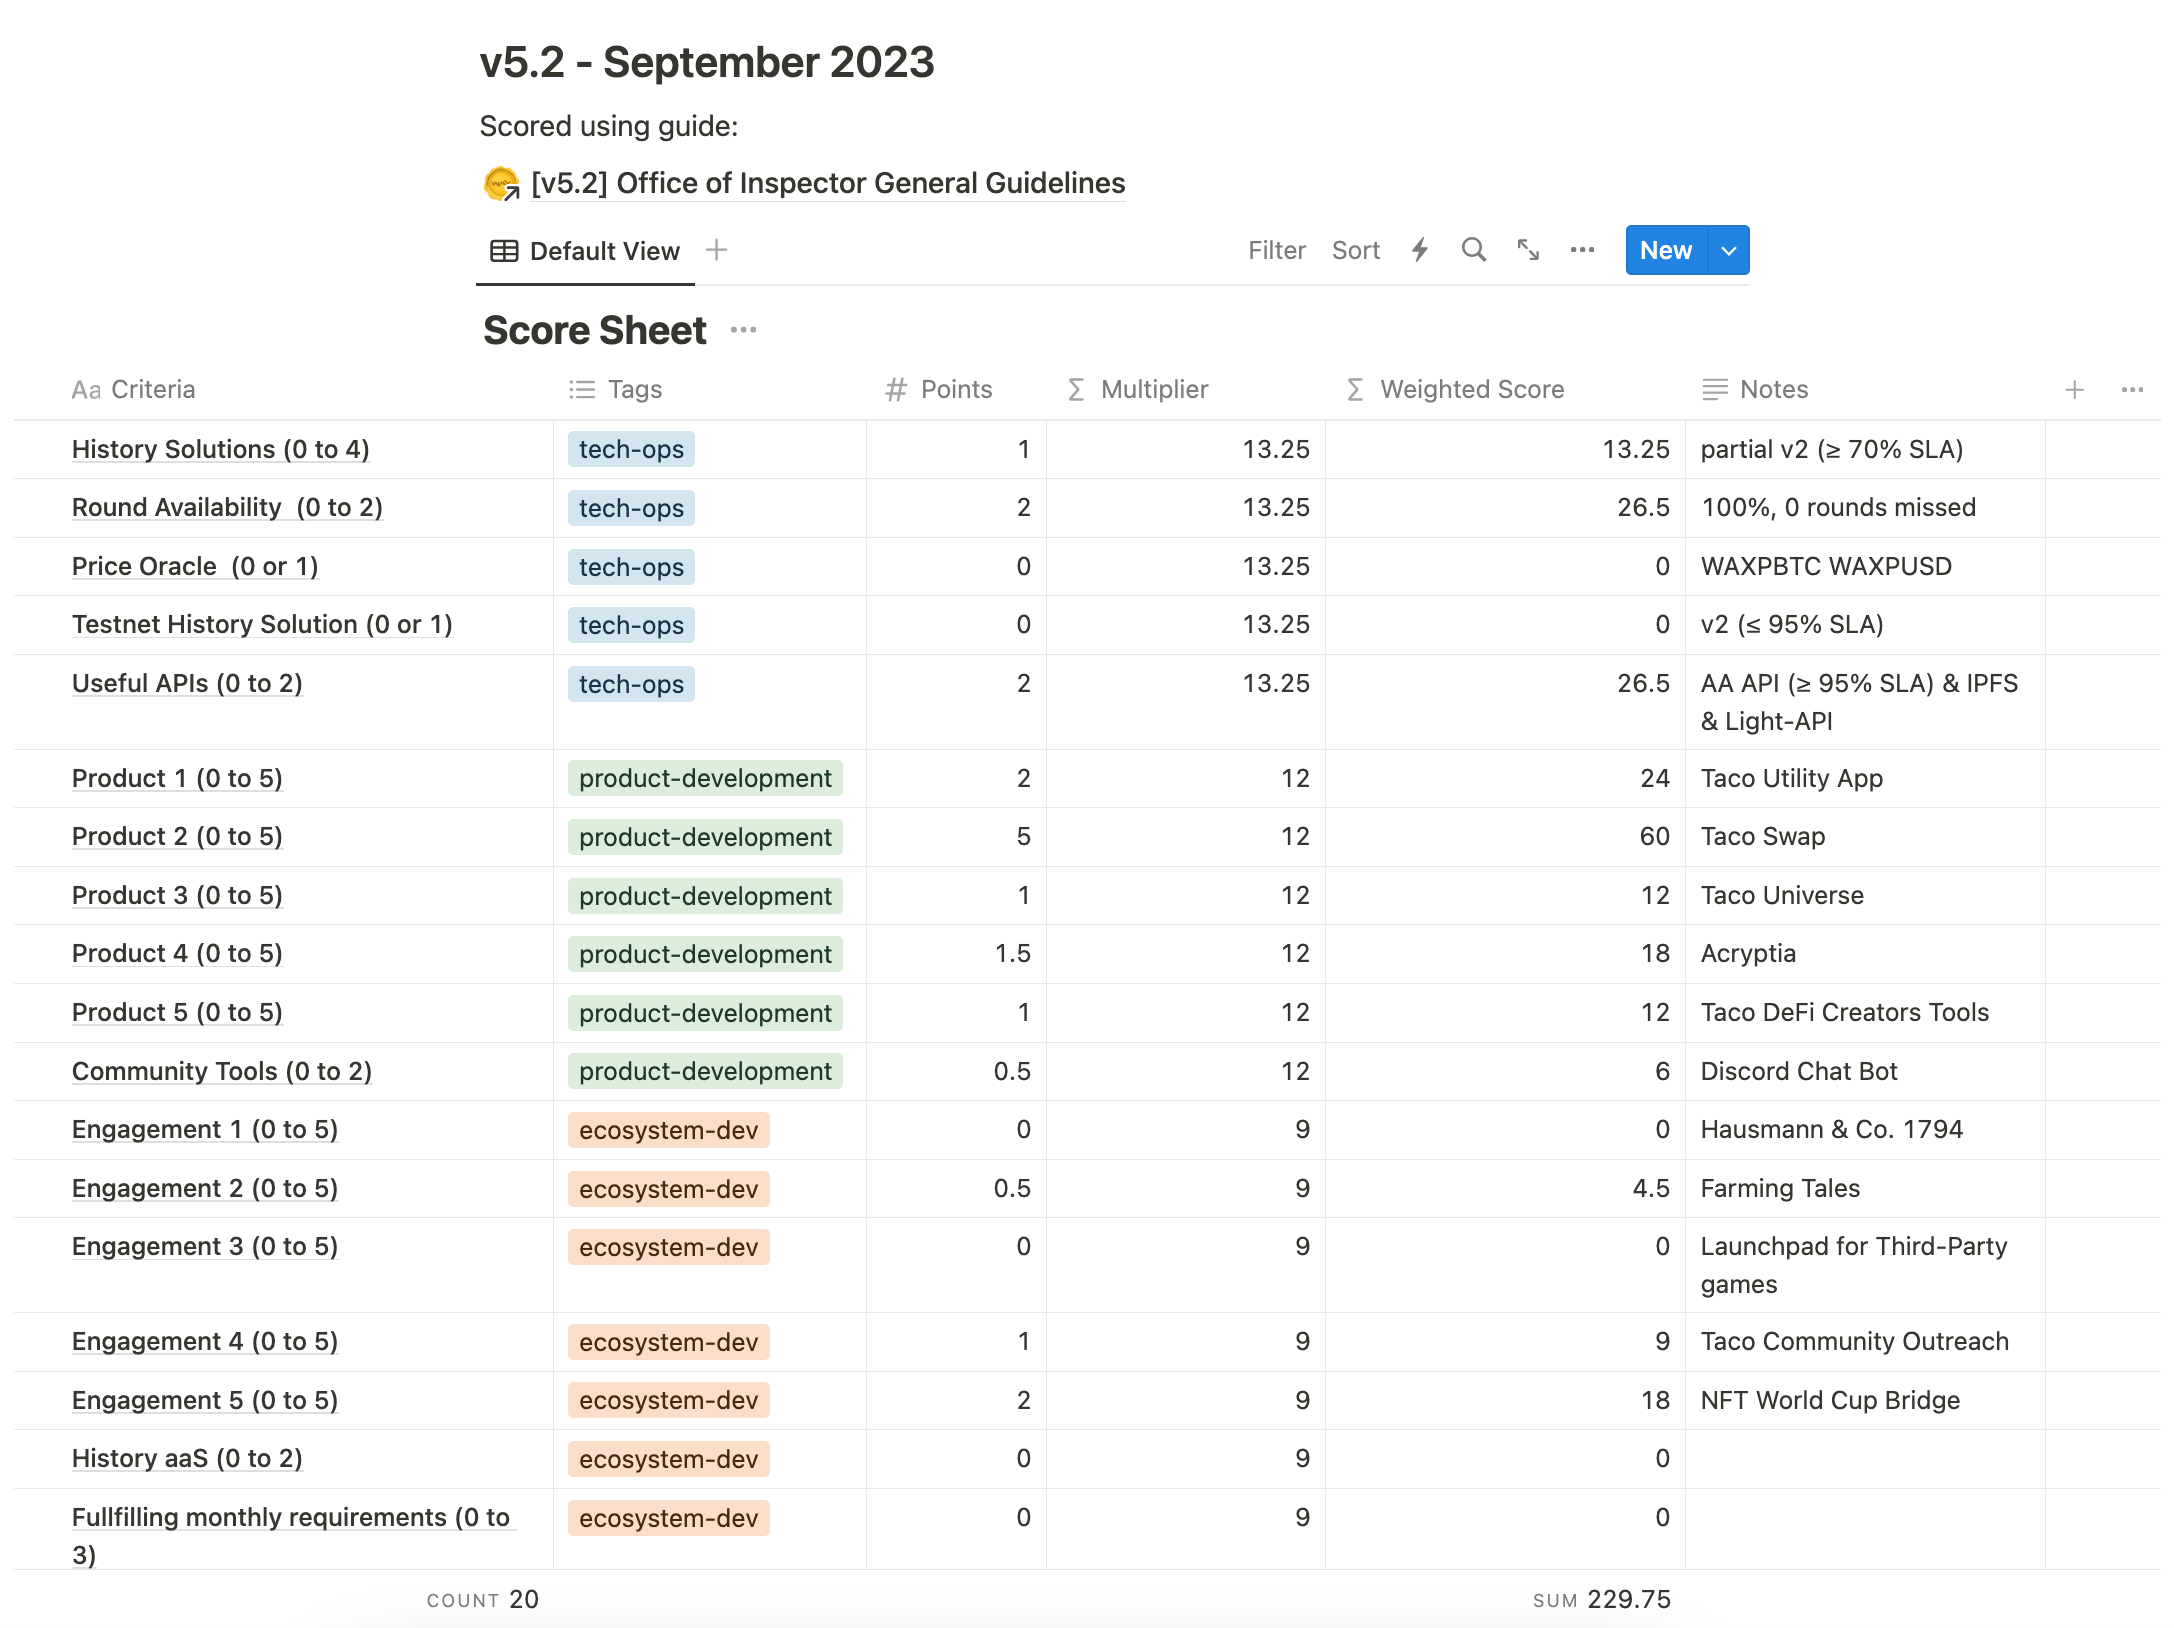 v5.2 - September 2023
Scored using guide:
[v5.2] Office of Inspector General Guidelines
Default View Filter Sort New
Score Sheet
Aa Criteria Tags # Points Σ Multiplier Σ Weighted Score Notes
History Solutions (0 to 4) tech-ops 1 13.25 13.25 partial v2 (≥ 70% SLA)
Round Availability (0 to 2) tech-ops 2 13.25 26.5 100%, 0 rounds missed
Price Oracle (0 or 1) tech-ops 0 13.25 0 WAXPBTC WAXPUSD
Testnet History Solution (0 or 1) tech-ops 0 13.25 0 v2 (≤ 95% SLA)
Useful APIs (0 to 2) tech-ops 2 13.25 26.5 AA API (≥ 95% SLA) & IPFS
& Light-API
Product 1 (0 to 5) product-development 2 12 24 Taco Utility App
Product 2 (0 to 5) product-development 5 12 60 Taco Swap
Product 3 (0 to 5) product-development 1 12 12 Taco Universe
Product 4 (0 to 5) product-development 1.5 12 18 Acryptia
Product 5 (0 to 5) product-development 1 12 12 Taco DeFi Creators Tools
Community Tools (0 to 2) product-development 0.5 12 6 Discord Chat Bot
Engagement 1 (0 to 5) ecosystem-dev 0 9 0 Hausmann & Co. 1794
Engagement 2 (0 to 5) ecosystem-dev 0.5 9 4.5 Farming Tales
Engagement 3 (0 to 5) ecosystem-dev 0 9 0 Launchpad for Third-Party
games
Engagement 4 (0 to 5) ecosystem-dev 1 9 9 Taco Community Outreach
Engagement 5 (0 to 5) ecosystem-dev 2 9 18 NFT World Cup Bridge
History aaS (0 to 2) ecosystem-dev 0 9 0
Fullfilling monthly requirements (0 to ecosystem-dev 0 9 0
3)
COUNT 20 SUM 229.75